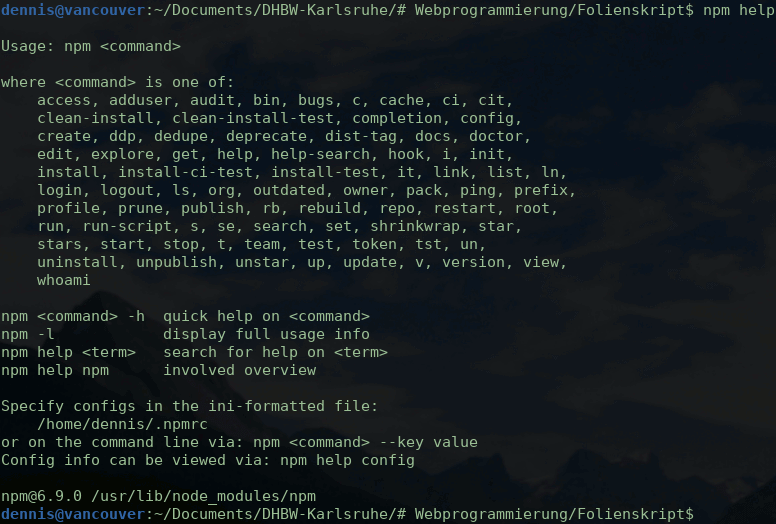 dennis@vancouver:~/Documents/DHBW-Karlsruhe/# Webprogrammierung/Folienskript$ npm help
Usage: npm <command>
where <command> is one of:
access, adduser, audit, bin, bugs, c, cache, ci, cit,
clean-install, clean-install-test, completion, config,
create, ddp, dedupe, deprecate, dist-tag, docs, doctor,
edit, explore, get, help, help-search, hook, i, init,
install, install-ci-test, install-test, it, link, list, ln,
login, logout, ls, org, outdated, owner, pack, ping, prefix,
profile, prune, publish, rb, rebuild, repo, restart, root,
run, run-script, s, se, search, set, shrinkwrap, star,
stars, start, stop, t, team, test, token, tst, un,
uninstall, unpublish, unstar, up, update, v, version, view,
whoami
npm <command> -h  quick help on <command>
npm -l            display full usage info
npm help <term>   search for help on <term>
npm help npm      involved overview
Specify configs in the ini-formatted file:
/home/dennis/.npmrc
or on the command line via: npm <command> --key value
Config info can be viewed via: npm help config
npm@6.9.0 /usr/lib/node_modules/npm
dennis@vancouver:~/Documents/DHBW-Karlsruhe/# Webprogrammierung/Folienskript$